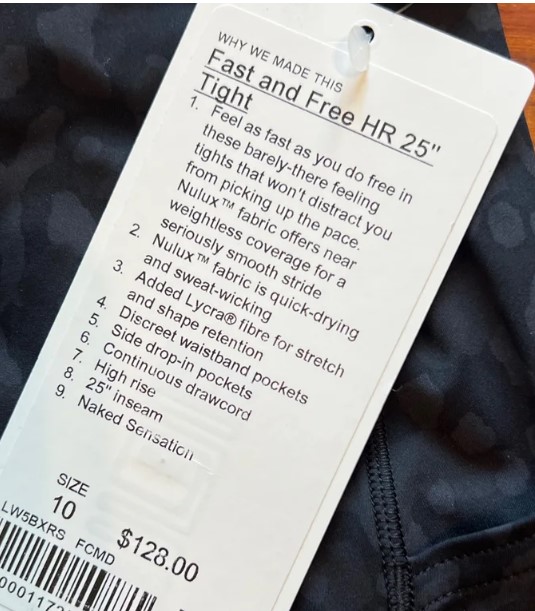 WHY WE MADE THIS
Fast and Free HR 25"
Tight
1. Feel as fast as you do free in
these barely-there feeling
tights that won't distract you
from picking up the pace.
Nulux™ fabric offers near
weightless coverage for a
seriously smooth stride
2. Nulux™ fabric is quick-drying
and sweat-wicking
3. Added Lycra® fibre for stretch
and shape retention
4. Discreet waistband pockets
5. Side drop-in pockets
6. Continuous drawcord
7. High rise
8. 25" inseam
9. Naked Sensation
SIZE
10
$128.00
LW5BXRS FCMD